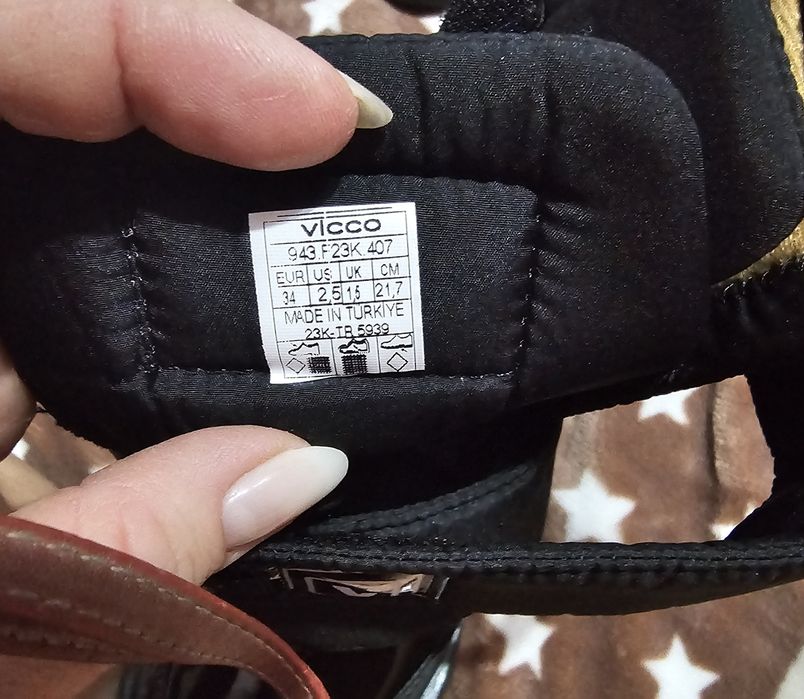 vicco
943.F23K.407
EUR US UK CM
34 2,5 1,5 21,7
MADE IN TURKIYE
23K-TR 5939